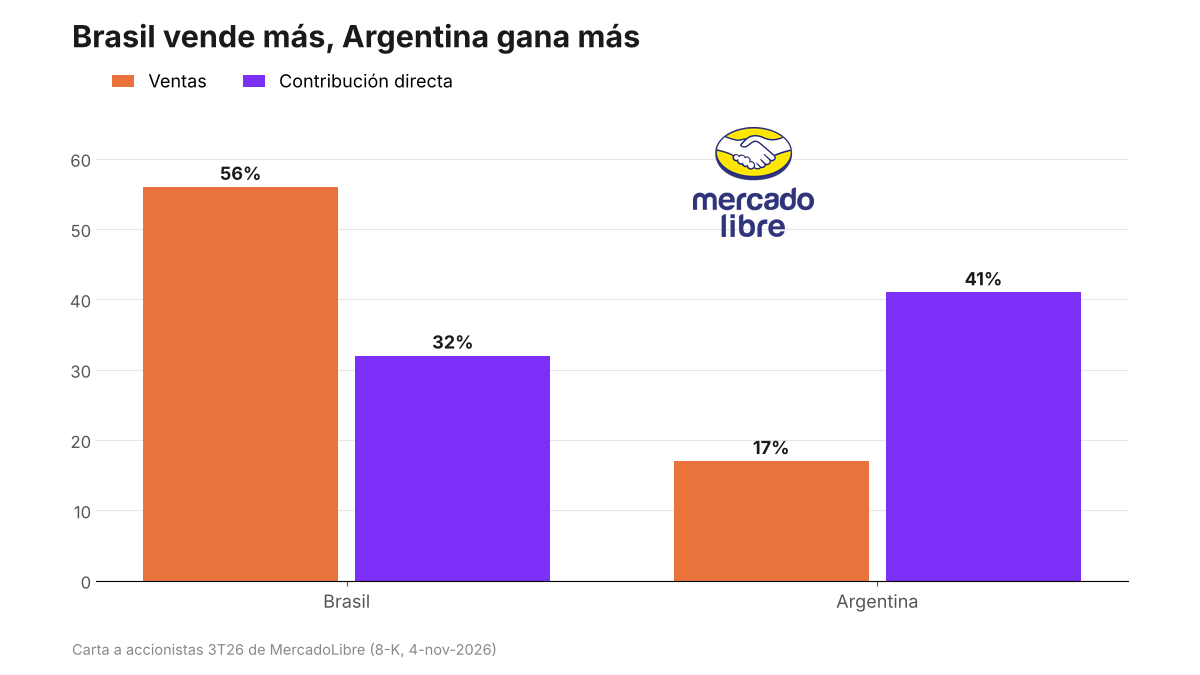 Brasil vende más, Argentina gana más
Ventas
Contribución directa
mercado
libre
60
50
40
30
20
10
0
56%
32%
17%
41%
Brasil
Argentina
Carta a accionistas 3T26 de MercadoLibre (8-K, 4-nov-2026)